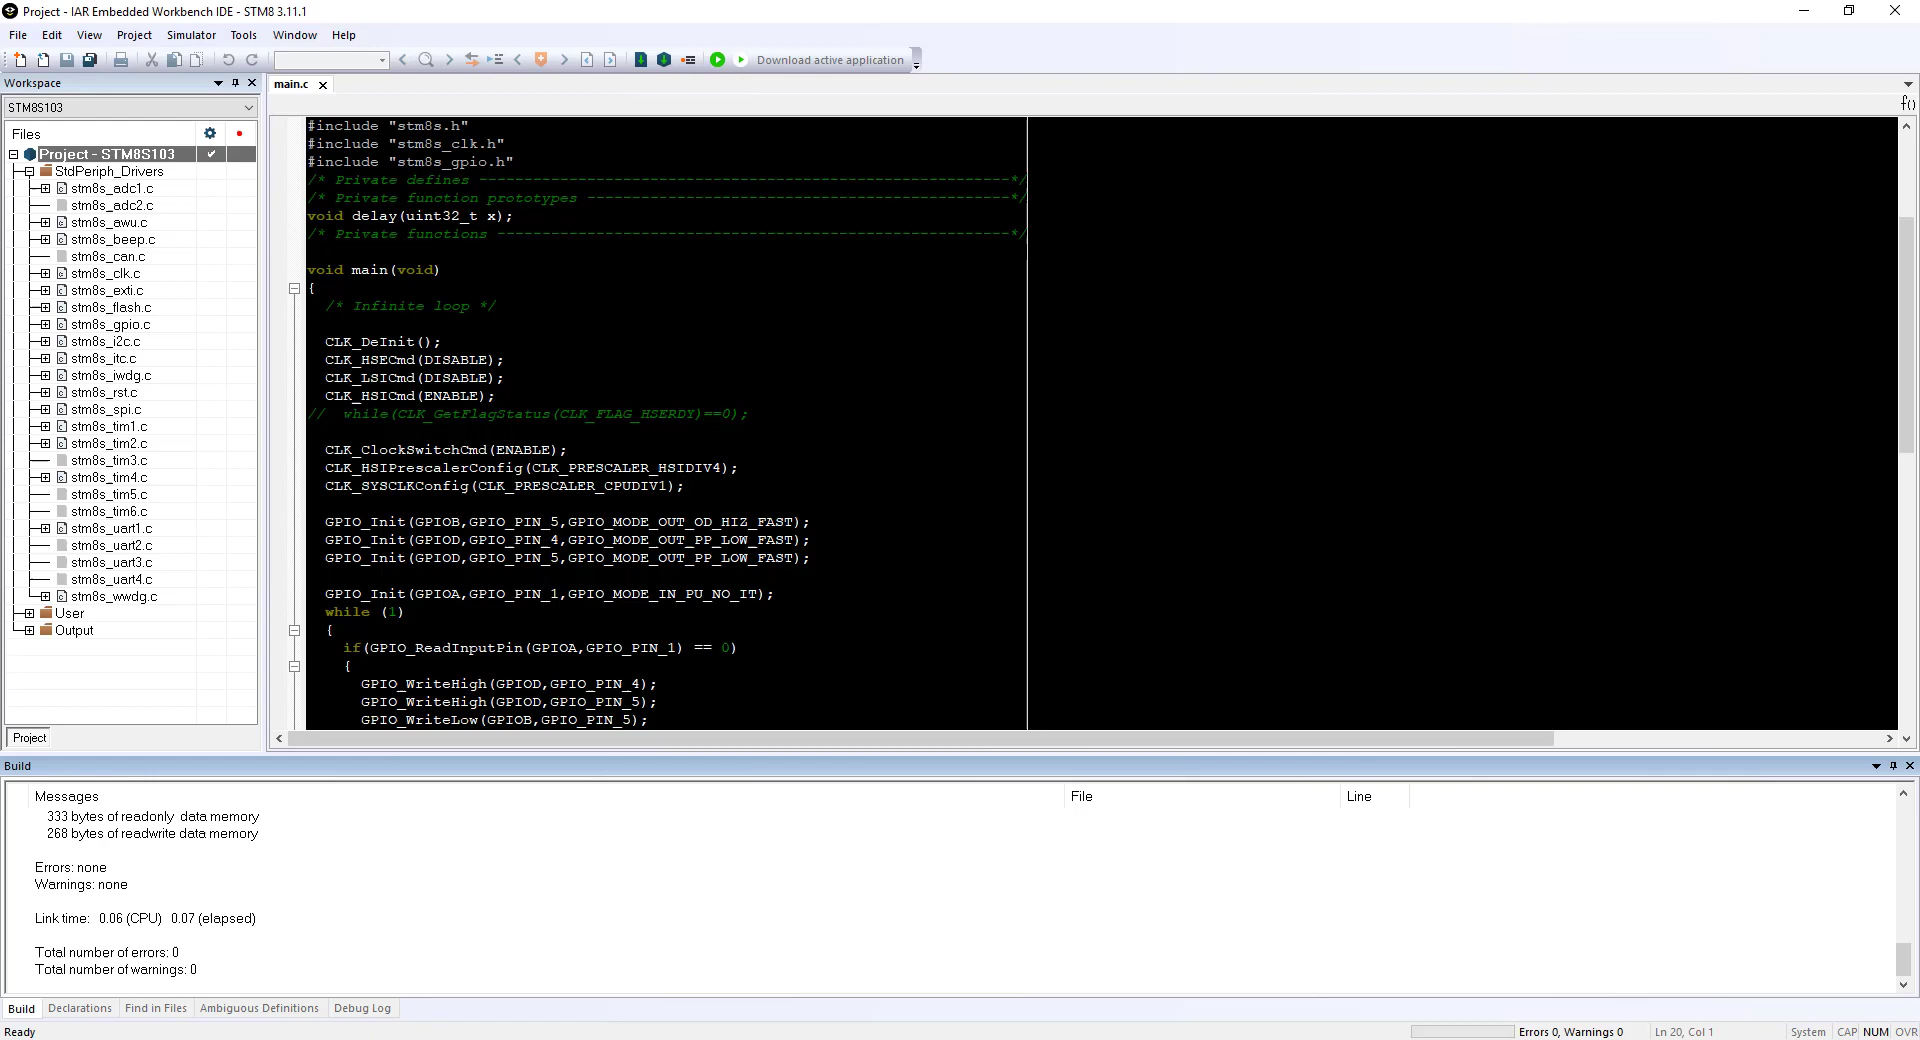 Project - IAR Embedded Workbench IDE - STM8 3.11.1
File Edit View Project Simulator Tools Window Help
Download active application
Workspace
main.c
STM8S103
f()
Files
Project - STM8S103
StdPeriph_Drivers
stm8s_adc1.c
stm8s_adc2.c
stm8s_awu.c
stm8s_beep.c
stm8s_can.c
stm8s_clk.c
stm8s_exti.c
stm8s_flash.c
stm8s_gpio.c
stm8s_i2c.c
stm8s_itc.c
stm8s_iwdg.c
stm8s_rst.c
stm8s_spi.c
stm8s_tim1.c
stm8s_tim2.c
stm8s_tim3.c
stm8s_tim4.c
stm8s_tim5.c
stm8s_tim6.c
stm8s_uart1.c
stm8s_uart2.c
stm8s_uart3.c
stm8s_uart4.c
stm8s_wwdg.c
User
Output
Project
#include "stm8s.h"
#include "stm8s_clk.h"
#include "stm8s_gpio.h"
/* Private defines -----------------------------------------------------------*/
/* Private function prototypes -----------------------------------------------*/
void delay(uint32_t x);
/* Private functions ---------------------------------------------------------*/
void main(void)
{
/* Infinite loop */
CLK_DeInit();
CLK_HSECmd(DISABLE);
CLK_LSICmd(DISABLE);
CLK_HSICmd(ENABLE);
//  while(CLK_GetFlagStatus(CLK_FLAG_HSERDY)==0);
CLK_ClockSwitchCmd(ENABLE);
CLK_HSIPrescalerConfig(CLK_PRESCALER_HSIDIV4);
CLK_SYSCLKConfig(CLK_PRESCALER_CPUDIV1);
GPIO_Init(GPIOB,GPIO_PIN_5,GPIO_MODE_OUT_OD_HIZ_FAST);
GPIO_Init(GPIOD,GPIO_PIN_4,GPIO_MODE_OUT_PP_LOW_FAST);
GPIO_Init(GPIOD,GPIO_PIN_5,GPIO_MODE_OUT_PP_LOW_FAST);
GPIO_Init(GPIOA,GPIO_PIN_1,GPIO_MODE_IN_PU_NO_IT);
while (1)
{
if(GPIO_ReadInputPin(GPIOA,GPIO_PIN_1) == 0)
{
GPIO_WriteHigh(GPIOD,GPIO_PIN_4);
GPIO_WriteHigh(GPIOD,GPIO_PIN_5);
GPIO_WriteLow(GPIOB,GPIO_PIN_5);
Build
Messages File Line
333 bytes of readonly  data memory
268 bytes of readwrite data memory
Errors: none
Warnings: none
Link time:   0.06 (CPU)   0.07 (elapsed)
Total number of errors: 0
Total number of warnings: 0
Build Declarations Find in Files Ambiguous Definitions Debug Log
Ready Errors 0, Warnings 0 Ln 20, Col 1 System CAP NUM OVR